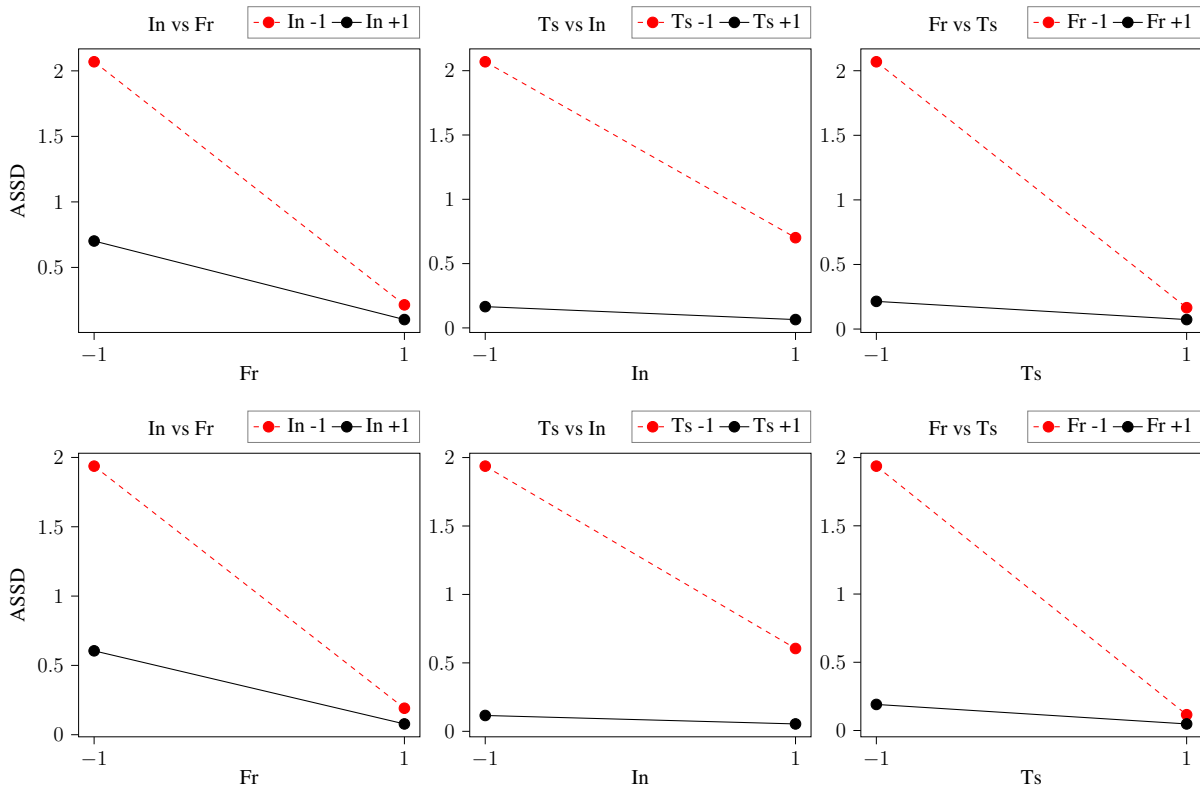 In vs Fr
In -1 In +1
2
1.5
1
0.5
ASSD
−1 1
Fr
Ts vs In
Ts -1 Ts +1
2
1.5
1
0.5
0
−1 1
In
Fr vs Ts
Fr -1 Fr +1
2
1.5
1
0.5
0
−1 1
Ts
In vs Fr
In -1 In +1
2
1.5
1
0.5
0
ASSD
−1 1
Fr
Ts vs In
Ts -1 Ts +1
2
1.5
1
0.5
0
−1 1
In
Fr vs Ts
Fr -1 Fr +1
2
1.5
1
0.5
0
−1 1
Ts